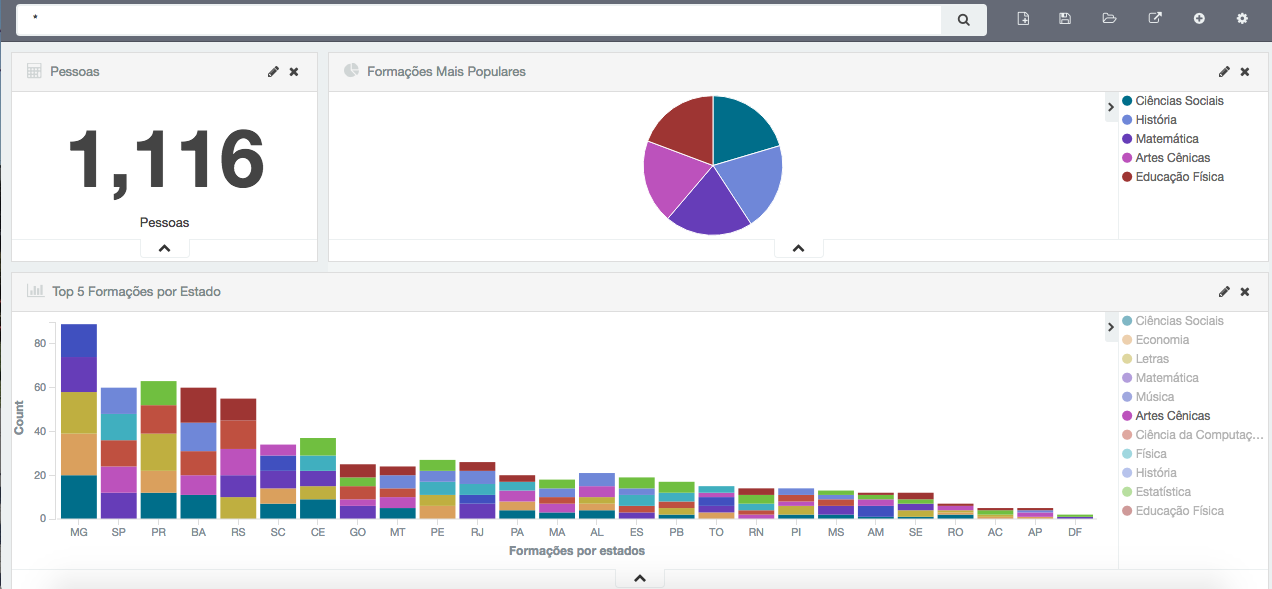 *
Pessoas
1,116
Pessoas
Formações Mais Populares
Ciências Sociais
História
Matemática
Artes Cênicas
Educação Física
Top 5 Formações por Estado
Count
80
60
40
20
0
MG SP PR BA RS SC CE GO MT PE RJ PA MA AL ES PB TO RN PI MS AM SE RO AC AP DF
Formações por estados
Ciências Sociais
Economia
Letras
Matemática
Música
Artes Cênicas
Ciência da Computaç...
Física
História
Estatística
Educação Física